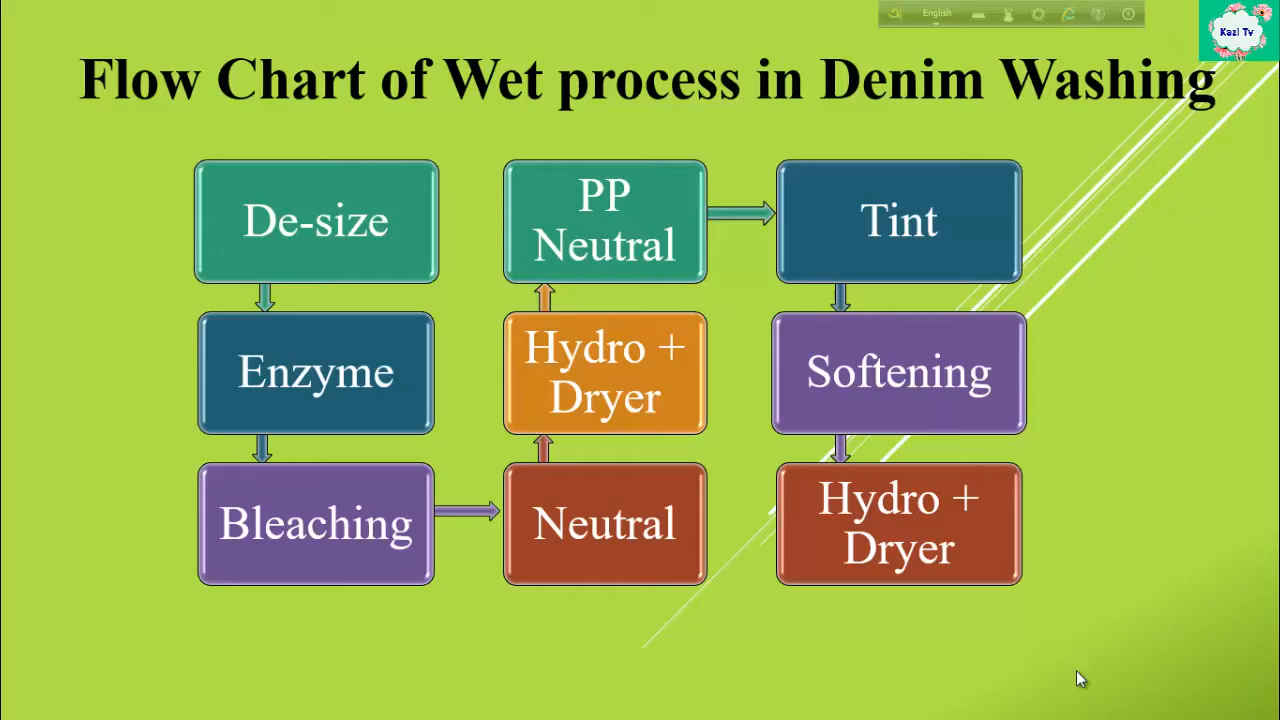 English
Kazi Tv
Flow Chart of Wet process in Denim Washing
De-size
Enzyme
Bleaching
Neutral
Hydro +
Dryer
PP
Neutral
Tint
Softening
Hydro +
Dryer